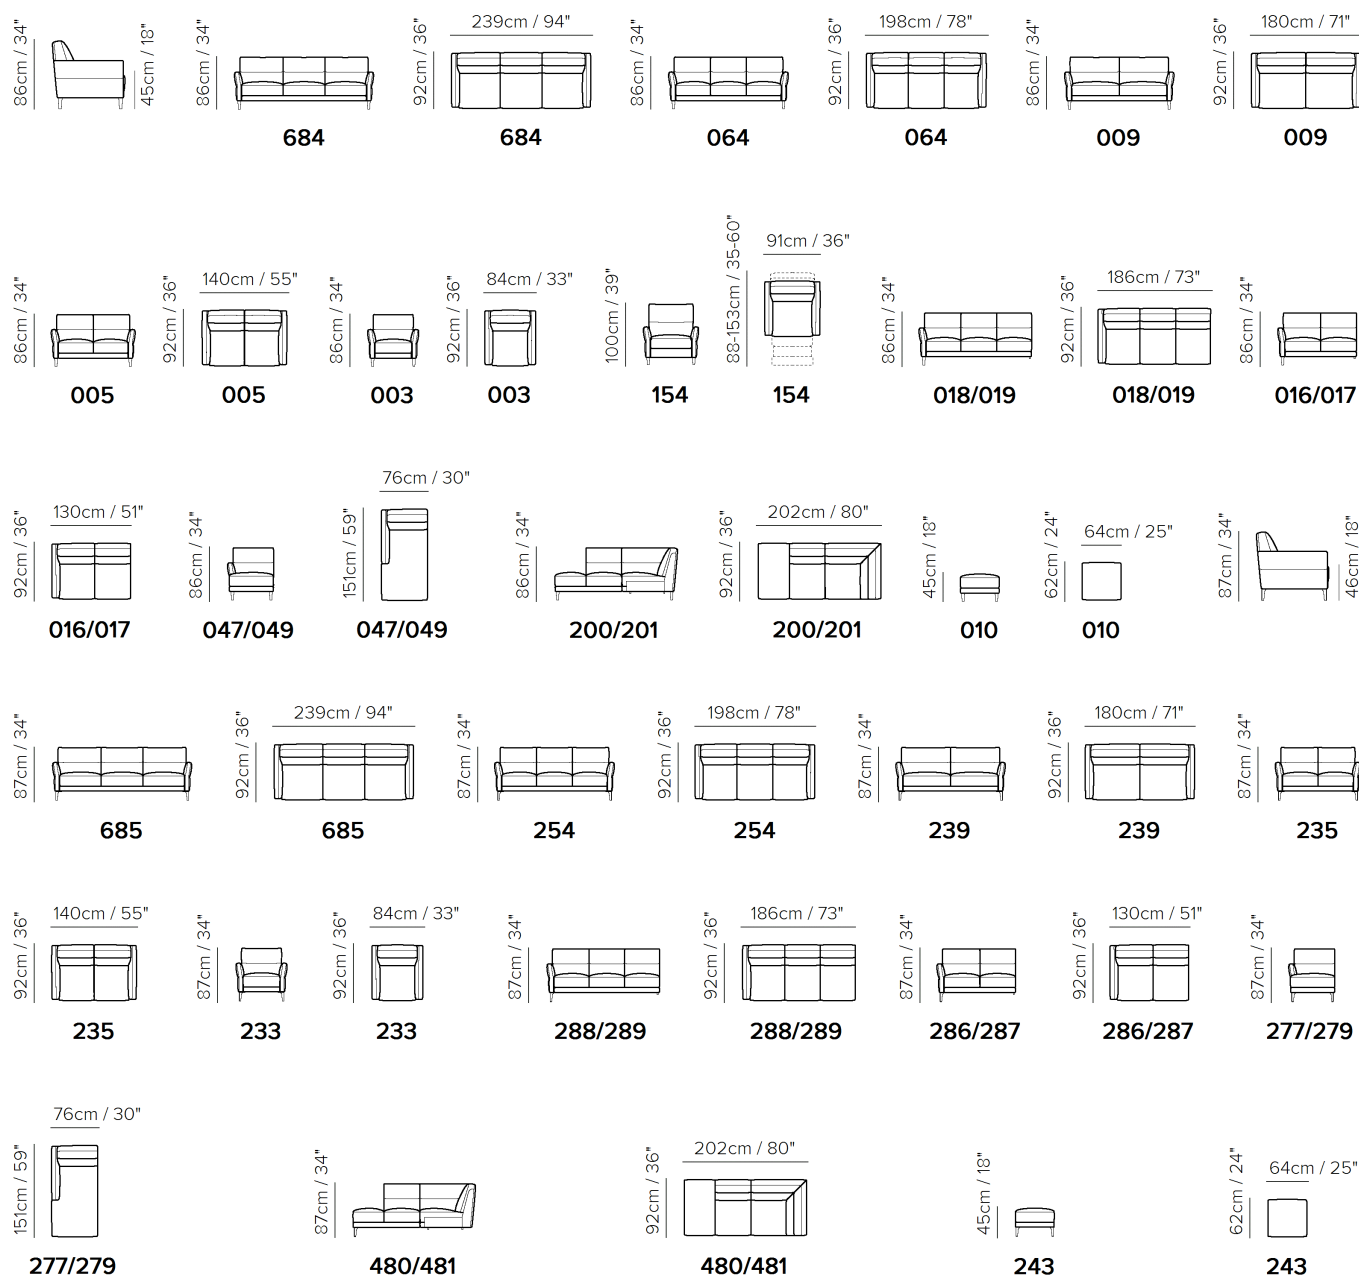 86cm / 34" 45cm / 18" 86cm / 34" 92cm / 36" 239cm / 94" 86cm / 34" 92cm / 36" 198cm / 78" 86cm / 34" 92cm / 36" 180cm / 71"
684 684 064 064 009 009
86cm / 34" 92cm / 36" 140cm / 55" 86cm / 34" 92cm / 36" 84cm / 33" 100cm / 39" 88-153cm / 35-60" 91cm / 36" 86cm / 34" 92cm / 36" 186cm / 73" 86cm / 34"
005 005 003 003 154 154 018/019 018/019 016/017
92cm / 36" 130cm / 51" 86cm / 34" 151cm / 59" 76cm / 30" 86cm / 34" 92cm / 36" 202cm / 80" 45cm / 18" 62cm / 24" 64cm / 25" 87cm / 34" 46cm / 18"
016/017 047/049 047/049 200/201 200/201 010 010
87cm / 34" 92cm / 36" 239cm / 94" 87cm / 34" 92cm / 36" 198cm / 78" 87cm / 34" 92cm / 36" 180cm / 71" 87cm / 34"
685 685 254 254 239 239 235
92cm / 36" 140cm / 55" 87cm / 34" 92cm / 36" 84cm / 33" 87cm / 34" 92cm / 36" 186cm / 73" 87cm / 34" 92cm / 36" 130cm / 51" 87cm / 34"
235 233 233 288/289 288/289 286/287 286/287 277/279
151cm / 59" 76cm / 30" 87cm / 34" 92cm / 36" 202cm / 80" 45cm / 18" 62cm / 24" 64cm / 25"
277/279 480/481 480/481 243 243